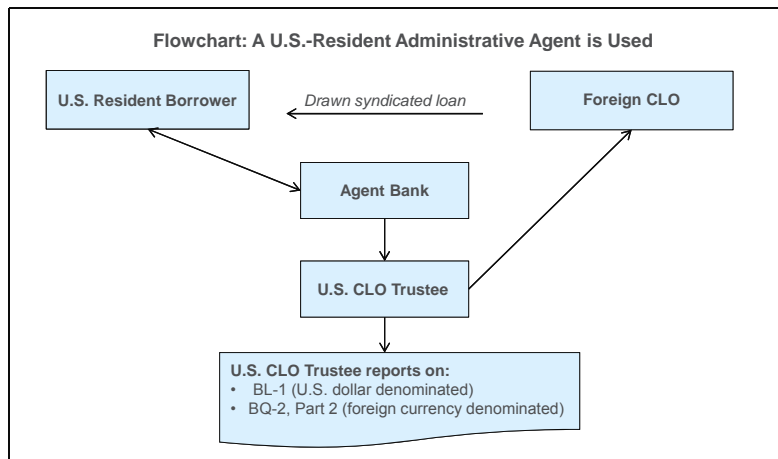 Flowchart: A U.S.-Resident Administrative Agent is Used
U.S. Resident Borrower
Drawn syndicated loan
Foreign CLO
Agent Bank
U.S. CLO Trustee
U.S. CLO Trustee reports on:
• BL-1 (U.S. dollar denominated)
• BQ-2, Part 2 (foreign currency denominated)